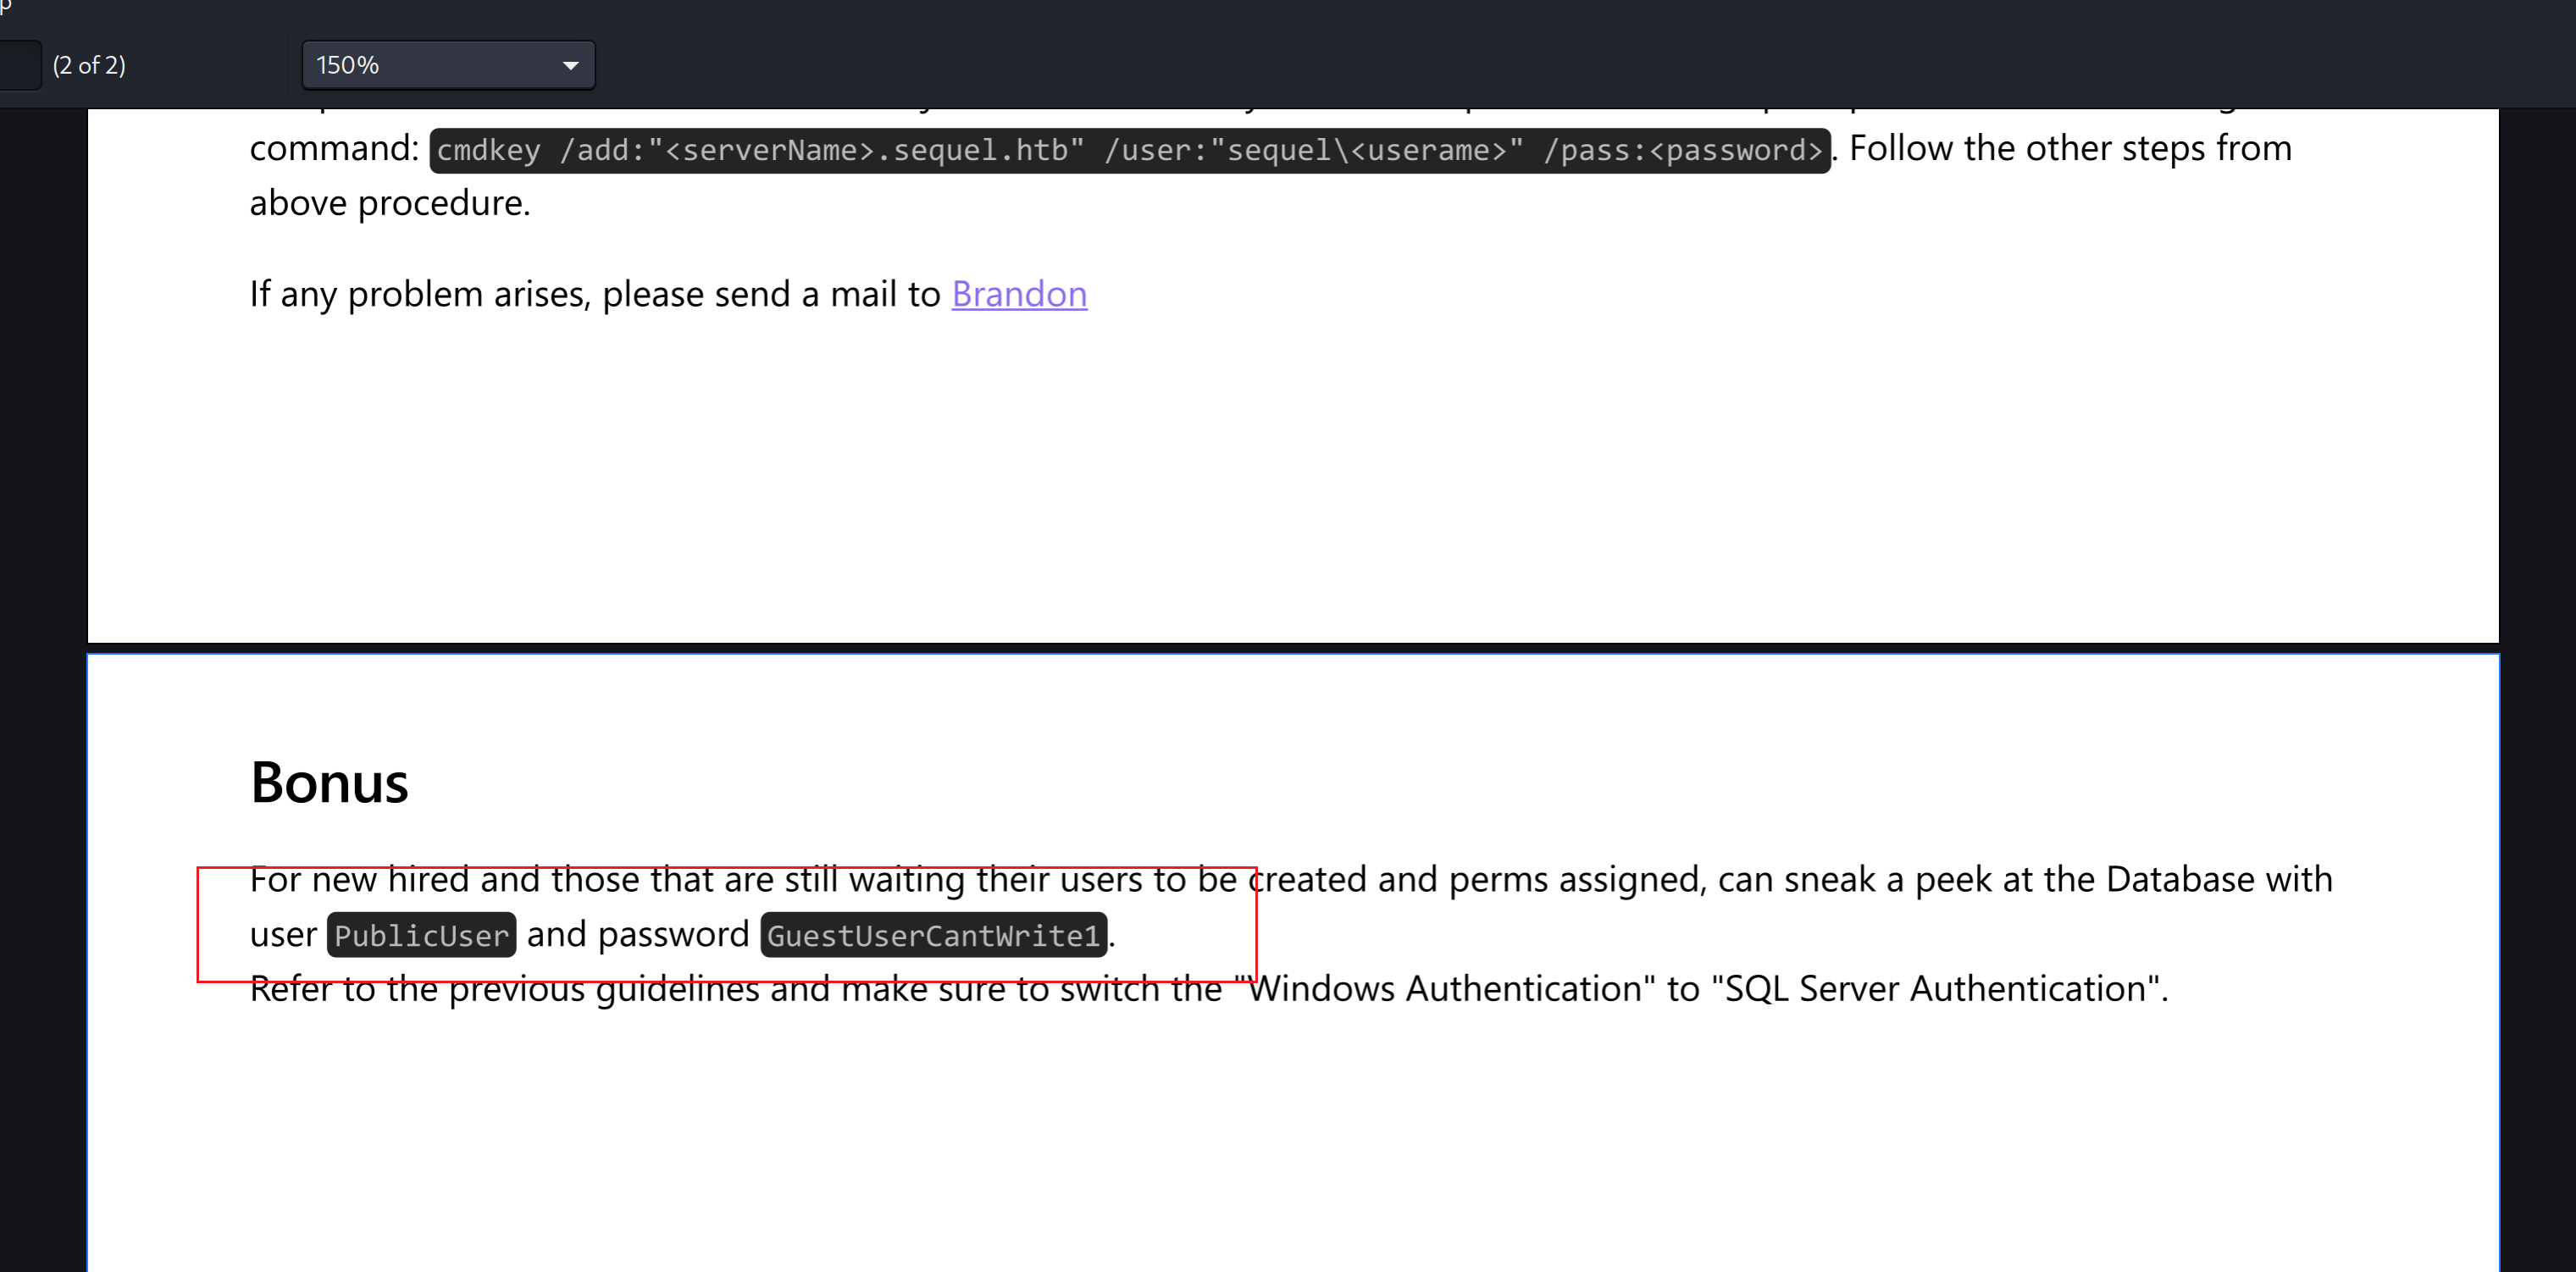 p
(2 of 2)
150%
command: cmdkey /add:"<serverName>.sequel.htb" /user:"sequel\<userame>" /pass:<password>. Follow the other steps from
above procedure.
If any problem arises, please send a mail to Brandon
Bonus
For new hired and those that are still waiting their users to be created and perms assigned, can sneak a peek at the Database with
user PublicUser and password GuestUserCantWrite1.
Refer to the previous guidelines and make sure to switch the "Windows Authentication" to "SQL Server Authentication".